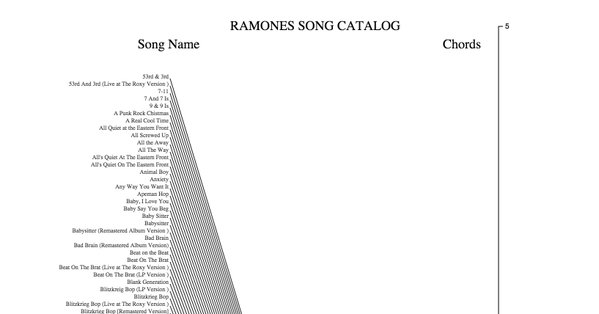 RAMONES SONG CATALOG
5
Song Name
Chords
53rd & 3rd
53rd And 3rd (Live at The Roxy Version )
7-11
7 And 7 Is
9 & 9 Is
A Punk Rock Chistmas
A Real Cool Time
All Quiet at the Eastern Front
All Screwed Up
All the Away
All The Way
All's Quiet At The Eastern Front
All's Quiet On The Eastern Front
Animal Boy
Anxiety
Any Way You Want It
Apeman Hop
Baby, I Love You
Baby Say You Beg
Baby Sitter
Babysitter
Babysitter (Remastered Album Version )
Bad Brain
Bad Brain (Remastered Album Version)
Beat on the Brat
Beat On The Brat
Beat On The Brat (Live at The Roxy Version )
Beat On The Brat (LP Version )
Blank Generation
Blitzkreig Bop (LP Version )
Blitzkrieg Bop
Blitzkrieg Bop (Live at The Roxy Version )
Blitzkrieg Bop [Remastered]